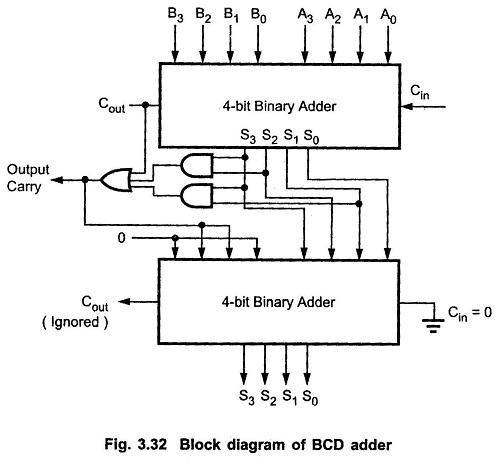 B3 B2 B1 B0 A3 A2 A1 A0
Cout 4-bit Binary Adder Cin
S3 S2 S1 S0
Output
Carry
0
Cout 4-bit Binary Adder Cin = 0
( Ignored )
S3 S2 S1 S0
Fig. 3.32 Block diagram of BCD adder